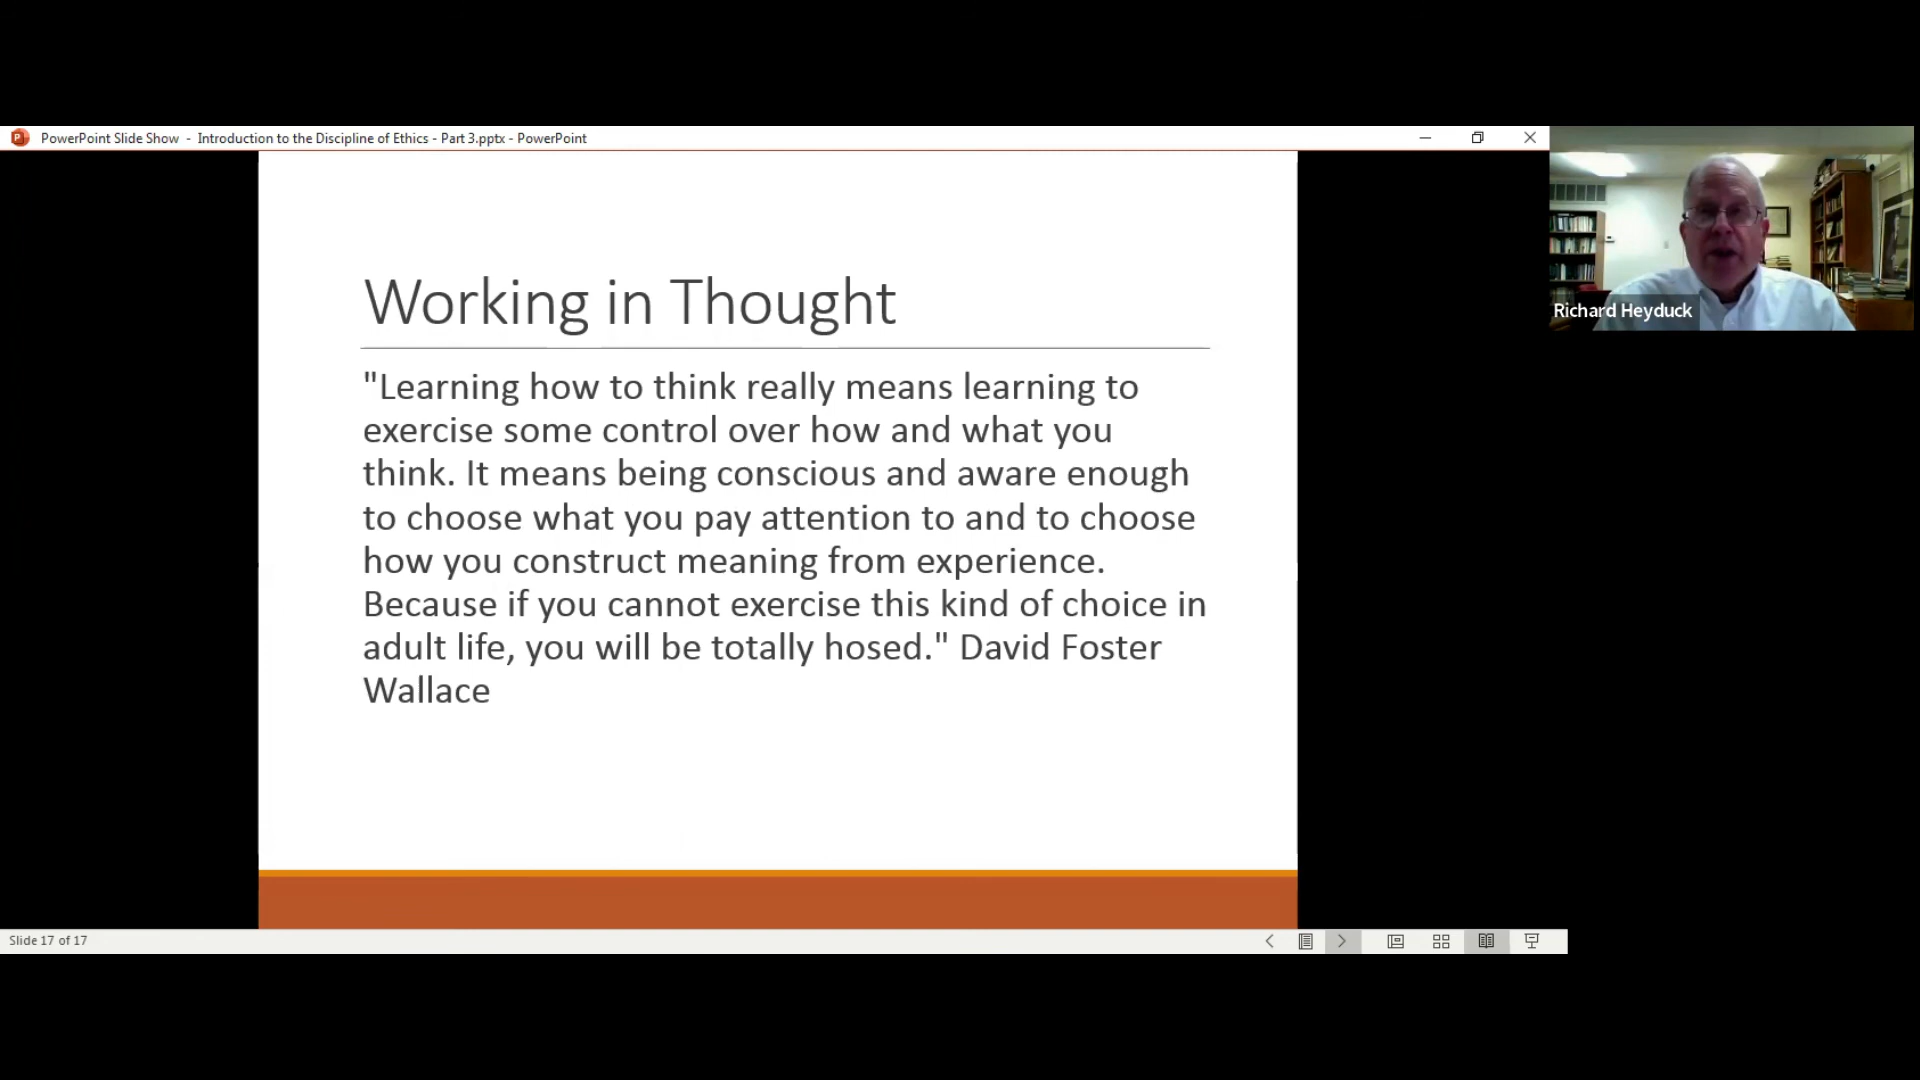 PowerPoint Slide Show - Introduction to the Discipline of Ethics - Part 3.pptx - PowerPoint
Richard Heyduck
Working in Thought
"Learning how to think really means learning to
exercise some control over how and what you
think. It means being conscious and aware enough
to choose what you pay attention to and to choose
how you construct meaning from experience.
Because if you cannot exercise this kind of choice in
adult life, you will be totally hosed." David Foster
Wallace
Slide 17 of 17